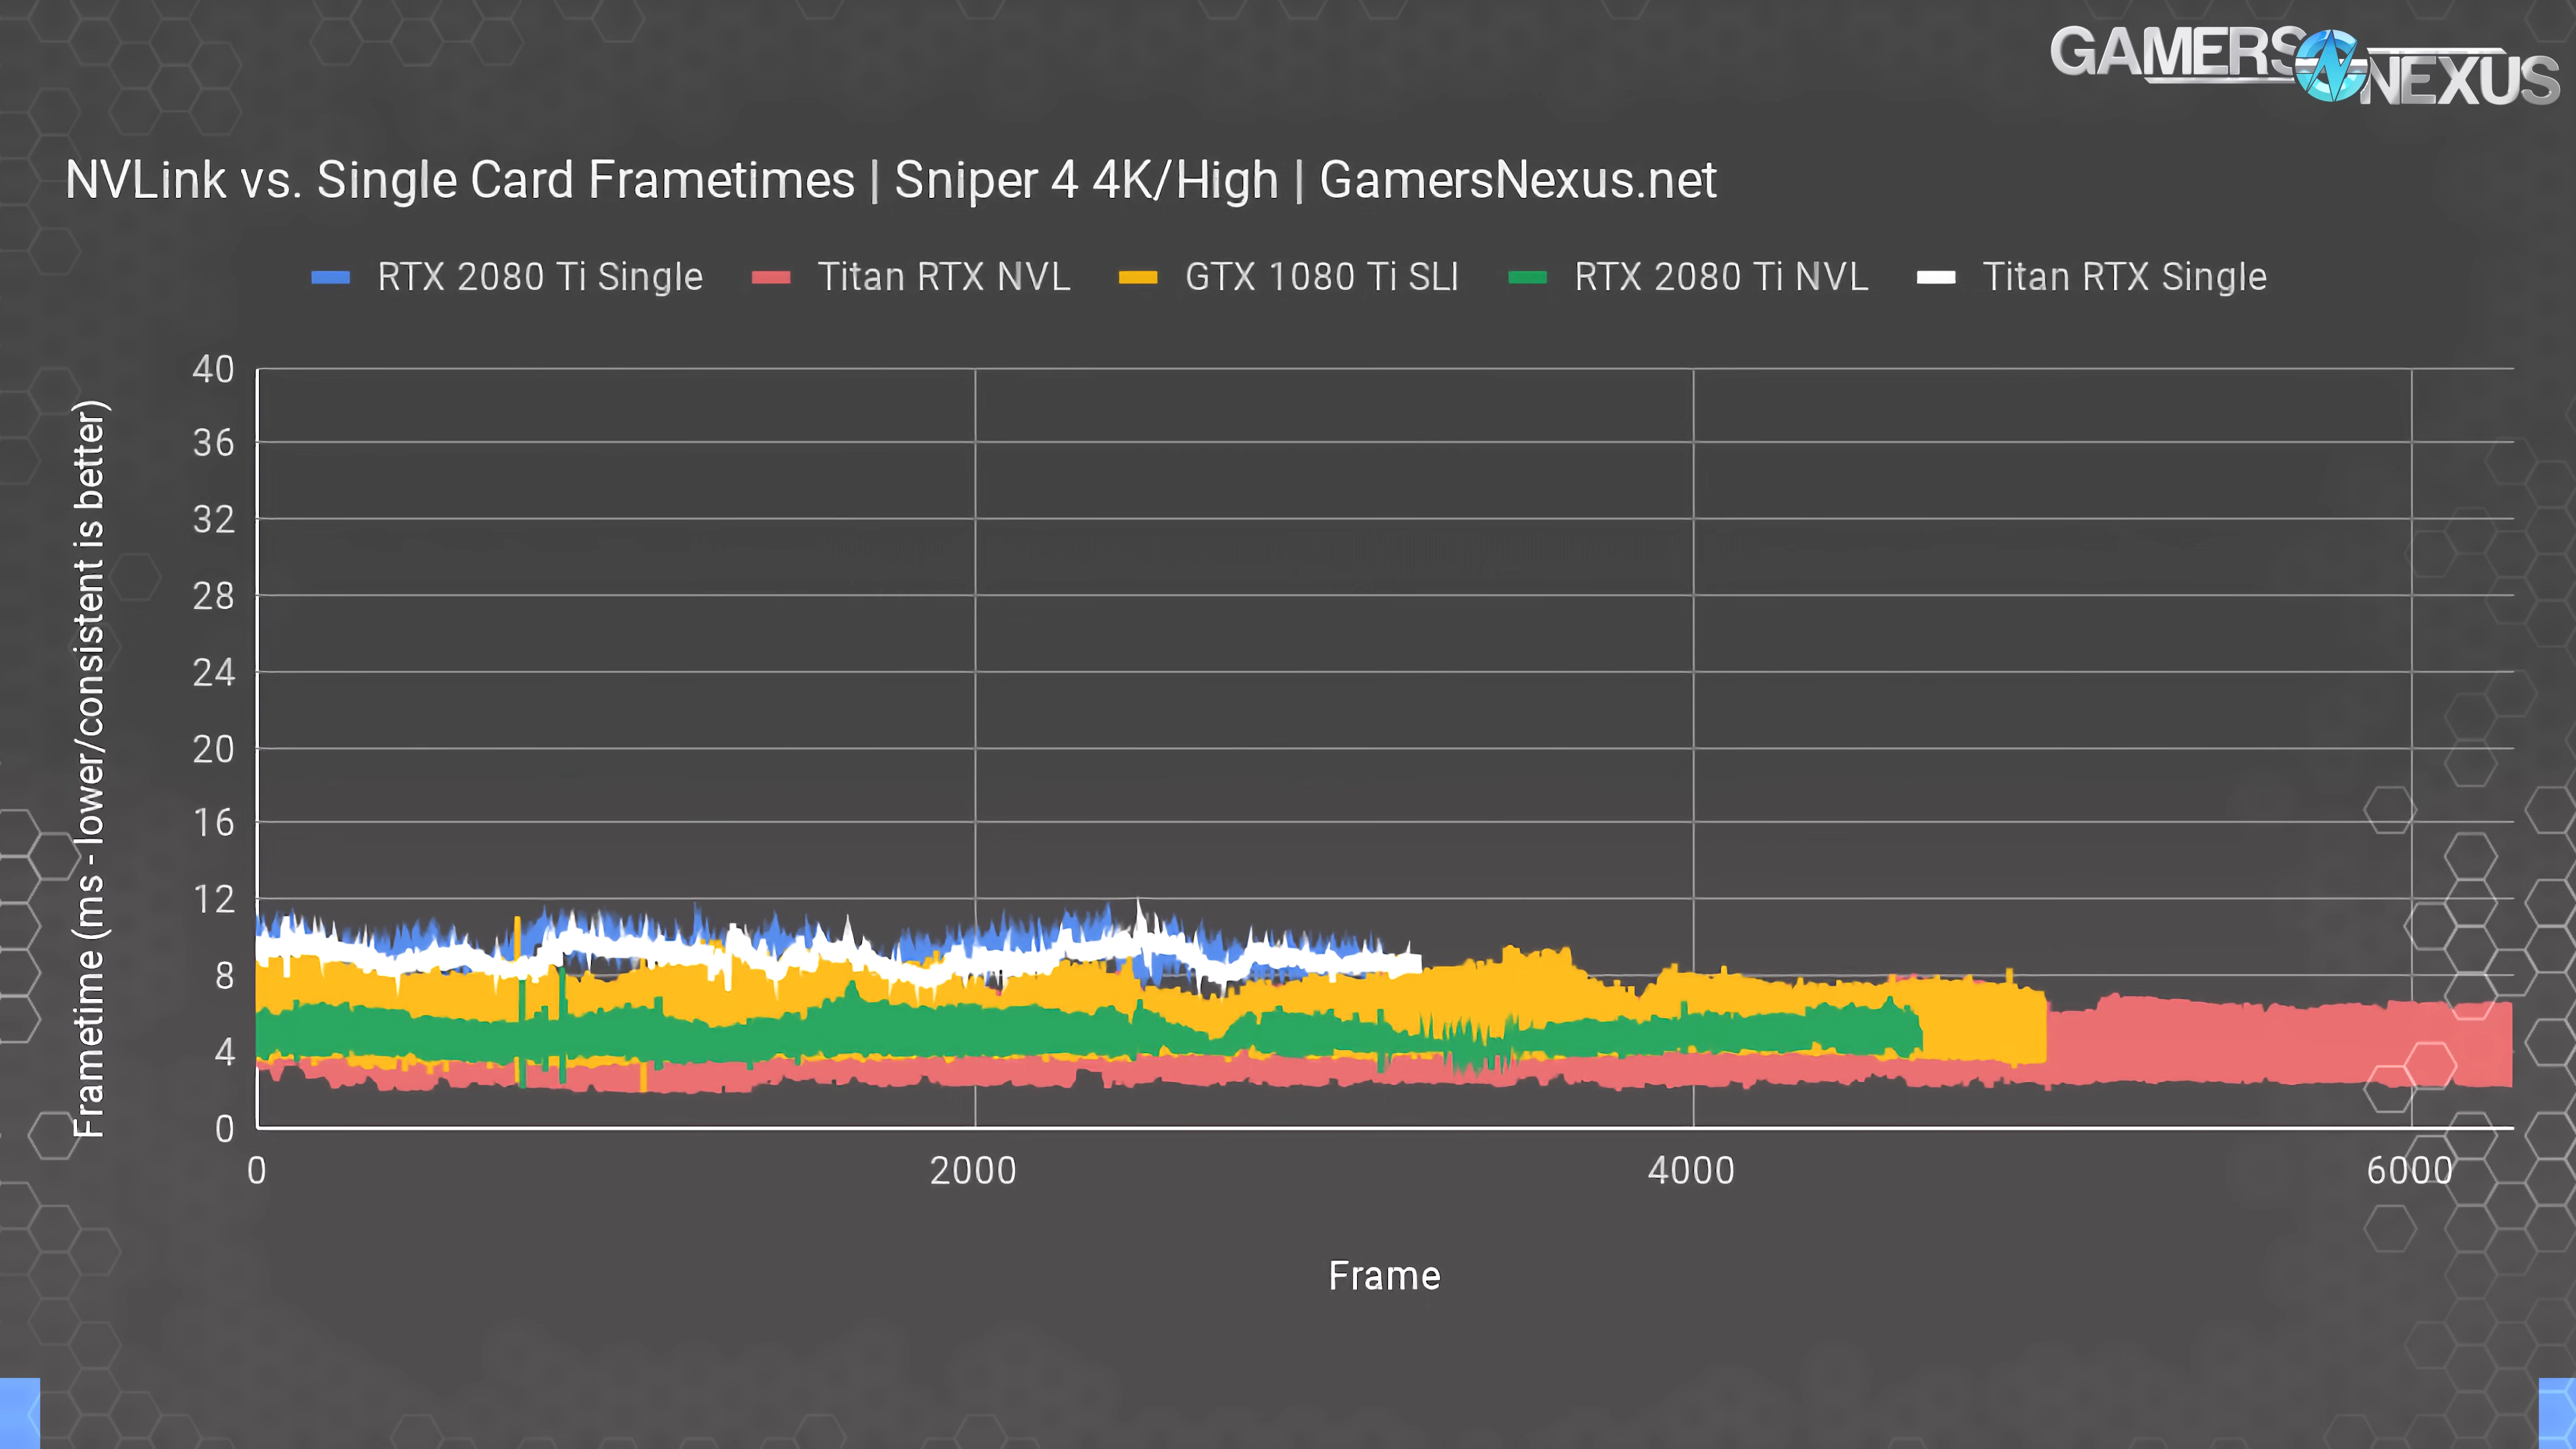 GAMERS NEXUS
NVLink vs. Single Card Frametimes | Sniper 4 4K/High | GamersNexus.net
RTX 2080 Ti Single Titan RTX NVL GTX 1080 Ti SLI RTX 2080 Ti NVL Titan RTX Single
Frametime (ms - lower/consistent is better)
40
36
32
28
24
20
16
12
8
4
0
0 2000 4000 6000
Frame